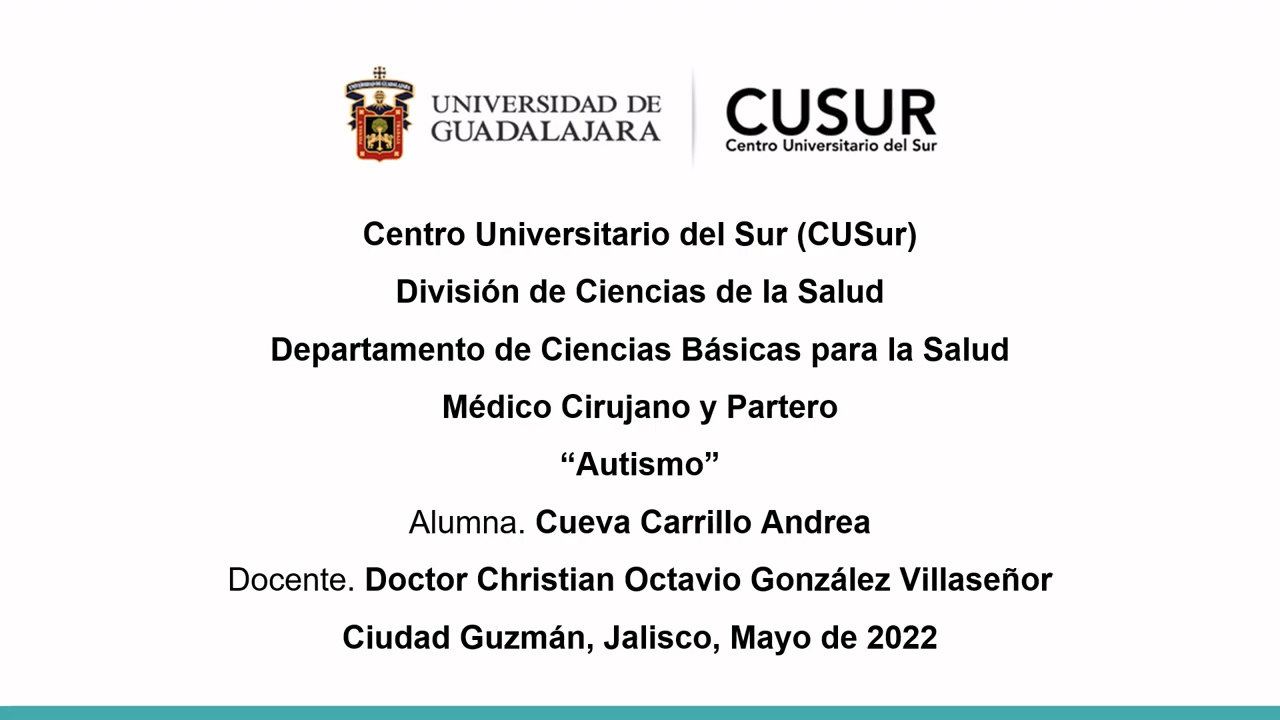 UNIVERSIDAD DE
GUADALAJARA
CUSUR
Centro Universitario del Sur
Centro Universitario del Sur (CUSur)
División de Ciencias de la Salud
Departamento de Ciencias Básicas para la Salud
Médico Cirujano y Partero
“Autismo”
Alumna. Cueva Carrillo Andrea
Docente. Doctor Christian Octavio González Villaseñor
Ciudad Guzmán, Jalisco, Mayo de 2022